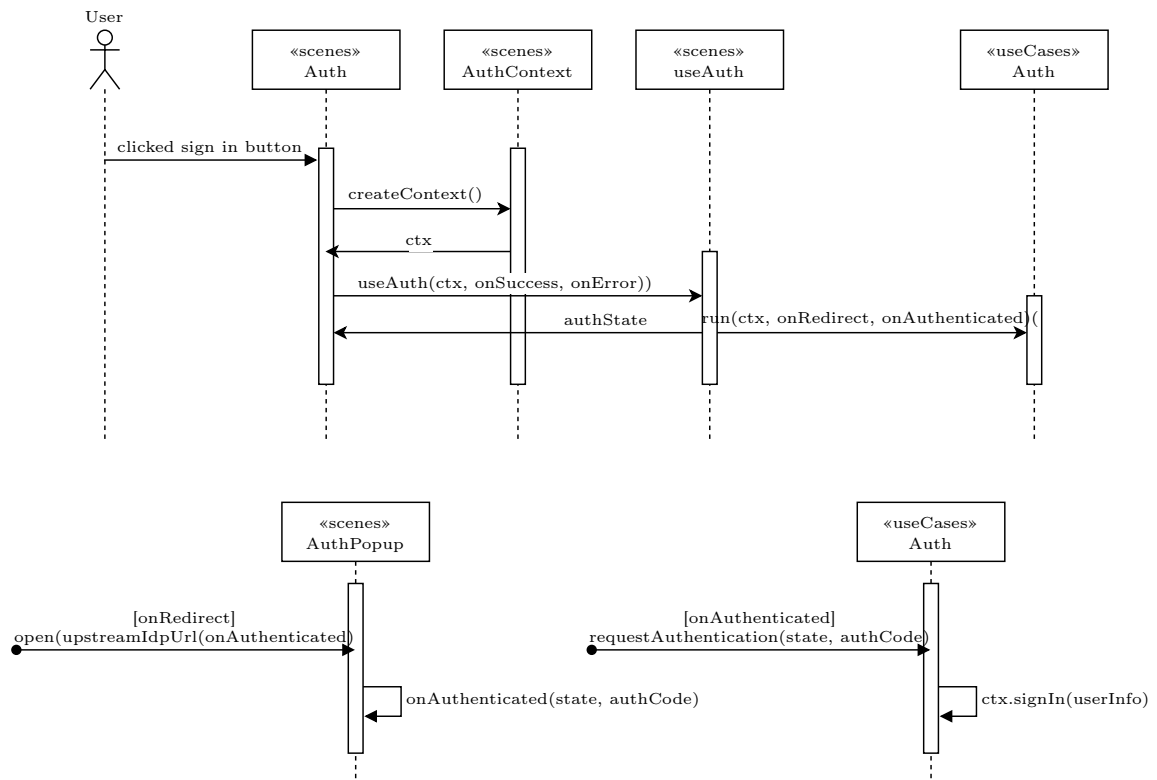 User
«scenes»
Auth
«scenes»
AuthContext
«scenes»
useAuth
«useCases»
Auth
clicked sign in button
createContext()
ctx
useAuth(ctx, onSuccess, onError))
authState
run(ctx, onRedirect, onAuthenticated)(
«scenes»
AuthPopup
«useCases»
Auth
[onRedirect]
open(upstreamIdpUrl(onAuthenticated)
[onAuthenticated]
requestAuthentication(state, authCode)
onAuthenticated(state, authCode)
ctx.signIn(userInfo)